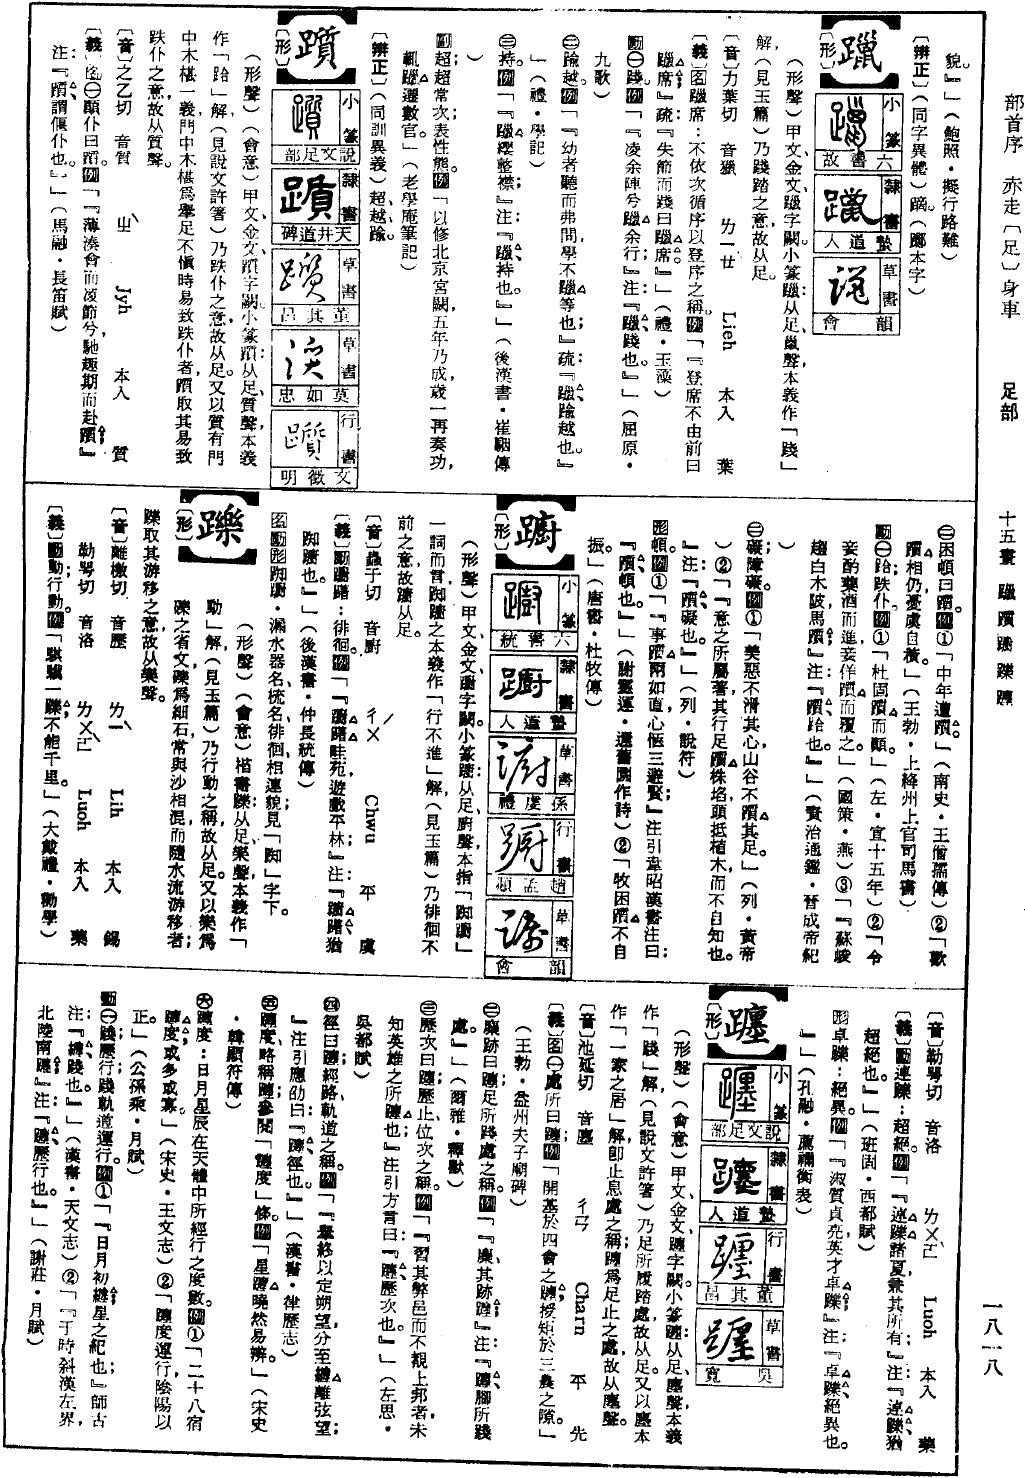 部首序 赤走〔足〕身車 足部 十五畫 躐躓躕躒躔 一八一八
貌。』」(鮑照・擬行路難)
〔辨正〕(同字異體)躐。(躐本字)
躐
〔形〕
小篆 六書故
隸書 蟄道人
草書 韻會
(形聲)甲文、金文、躐字闕。小篆躐:从足、巤聲本義作「踐」
解,(見玉篇)乃踐踏之意,故从足。
〔音〕力葉切 音獵 ㄌㄧㄝ Lieh 本入 葉
〔義〕名躐席:不依次循序以登序之稱。例「『登席不由前曰
躐席』疏『失節而踐曰躐席』」(禮・玉藻)
動㊀踐。例「『凌余陣兮躐余行』注:『躐踐也。』」(屈原・
九歌)
㊁踰越。例「『幼者聽而弗問,學不躐等也』;疏『躐踰越也。』
」(禮・學記)
㊂持。例「『躐纓整襟』注:『躐持也。』」(後漢書・崔駰傳
)
副超;超常次表性態。例「以修北京宮闕,五年乃成,歲一再奏功,
輒躐遷數官。」(老學庵筆記)
〔辨正〕(同訓異義)超、越、踰。
躓
〔形〕
小篆 說文足部
隸書 天井道碑
草書 董其昌
草書 莫如忠
行書 文徵明
(形聲)(會意)甲文、金文、躓字闕。小篆躓:从足、質聲,本義
作「跲」解,(見說文許箸)乃跌仆之意,故从足。又以質有門
中木椹一義,門中木椹為舉足不愼時易致跌仆者,躓取其易致
跌仆之意,故从質聲。
〔音〕之乙切 音質 ㄓˋ Jyh 本入 質
〔義〕名㊀顚仆曰躓。例「『薄湊會而凌節兮,馳趣期而赴躓』
注:『躓謂偃仆也。』」(馬融・長笛賦)
㊁困頓曰躓。例①「中年遭躓。」(南史・王僧孺傳)②「歎
躓相仍,憂虞自積。」(王勃・上絳州上官司馬書)
動㊀跲;跌仆。例①「杜回躓而顚。」(左・宣十五年)②「令
妾酌藥酒而進,妾佯躓而覆之。」(國策・燕)③「『蘇峻
趨白木陂,馬躓』注:『躓跲也。』」(資治通鑑・晉成帝紀
)
㊁礙;障礙。例①「美惡不滑其心,山谷不躓其足。」(列・黃帝
)②「『意之所屬著,其行足躓株埳,頭抵植木,而不自知也。
』注:『躓礙也。』」(列・說符)
形頓。例①「『事躓兩如直,心愜三避賢』注引韋昭漢書注曰:
『躓,頓也。』」(謝靈運・還舊園作詩)②「牧困躓不自
振。」(唐書・杜牧傳)
躕
〔形〕
小篆 六書統
隸書 蟄道人
草書 孫虔禮
行書 趙孟頫
草書 韻會
(形聲)甲文、金文、躕字闕。小篆躕:从足、廚聲,本指「踟躕」
一詞而言,踟躕之本義作「行不進」解(見玉篇)乃徘徊不
前之意,故躕从足。
〔音〕蟲于切 音廚 ㄔㄨˊ Chwu 平 虞
〔義〕動躕躇:徘徊。例「『躕躇畦苑,遊戲平林』注:『躕躇猶
踟躕也。』」(後漢書・仲長統傳)
名動形踟躕・漏水器名,梳名,徘徊,相連貌見「踟」字下。
躒
〔形〕
(形聲)(會意)楷書躒:从足、樂聲,本義作「
動」解,(見玉篇)乃行動之稱,故从足。又以樂為
礫之省文,礫為細石常與沙相混而隨水流游移者;
躒取其游移之意,故从樂聲。
〔音〕離檄切 音歷 ㄌㄧˋ Lih 本入 錫
勒咢切 音洛 ㄌㄨㄛˋ Luoh 本入 藥
〔義〕動動;行動。例「騏驥一躒,不能千里。」(大戴禮・勸學)
〔音〕勒咢切 音洛 ㄌㄨㄛˋ Luoh 本入 藥
〔義〕動逴躒:超絕。例「『逴躒諸夏,兼其所有』注:『逴躒猶
超絕也。』」(班固・西都賦)
形卓躒:絕異。例「『淑質貞亮,英才卓躒』注:『卓躒,絕異也。
』」(孔融・薦禰衡表)
躔
〔形〕
小篆 說文足部
隸書 蟄道人
行書 董其昌
草書 吳寬
(形聲)(會意)甲文、金文、躔字闕。小篆躔:从足、廛聲,本義
作「踐」解,(見說文許箸)乃足所履踏處,故从足。又以廛本
作「一家之居」解,卽止息處之稱,躔為足止之處,故从廛聲。
〔音〕池延切 音廛 ㄔㄢˊ Charn 平 先
〔義〕名㊀處所曰躔。例「開基於四會之躔,授矩於三義之隙。」
(王勃・益州夫子廟碑)
㊁麋跡曰躔;足所踐處之稱。例「『麋其跡躔』注:『躔腳所踐
處。』」(爾雅・釋獸)
㊂歷次曰躔;歷止、位次之稱。例「『習其弊邑而不覩上邦者,未
知英雄之所躔也』注引方言曰:『躔歷次也。』」(左思・
吳都賦)
㊃徑曰躔;經路軌道之稱。例「『舉終以定朔望分至,躔離弦望;
』注引應劭曰:『躔徑也。』」(漢書・律歷志)
㊄躔度略稱躔;參閱「躔度」條。例「星躔曉然易辨。」(宋史
・韓顯符傳)
㊅躔度:日月星辰在天體中所經行之度數。例①「二十八宿
躔度或多或寡。」(宋史・王文志)②「躔度運行,陰陽以
正。」(公孫乘・月賦)
動㊀踐;歷行;踐軌道運行。例①「『日月初躔,星之紀也』;師古
注:『躔踐也。』」(漢書・天文志)②「『于時斜漢左界,
北陸南躔。』注:『躔歷行也。』」(謝莊・月賦)